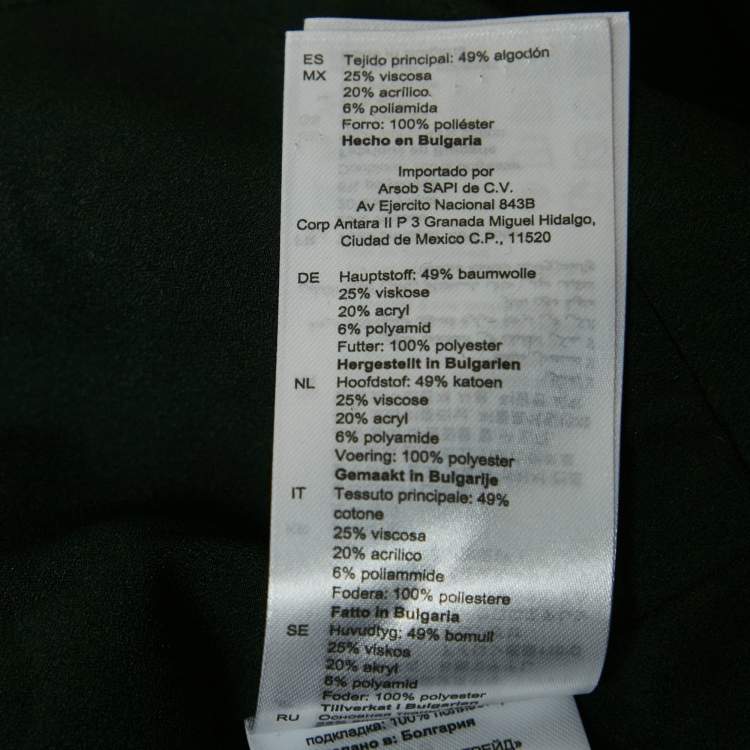 ES Tejido principal: 49% algodón
MX 25% viscosa
20% acrílico.
6% poliamida
Forro: 100% poliéster
Hecho en Bulgaria
Importado por
Arsob SAPI de C.V.
Av Ejercito Nacional 843B
Corp Antara II P 3 Granada Miguel Hidalgo,
Ciudad de Mexico C.P., 11520
DE Hauptstoff: 49% baumwolle
25% viskose
20% acryl
6% polyamid
Futter: 100% polyester
Hergestellt in Bulgarien
NL Hoofdstof: 49% katoen
25% viscose
20% acryl
6% polyamide
Voering: 100% polyester
Gemaakt in Bulgarije
IT Tessuto principale: 49%
cotone
25% viscosa
20% acrilico
6% poliammide
Fodera: 100% poliestere
Fatto in Bulgaria
SE Huvudtyg: 49% bomull
25% viskos
20% akryl
6% polyamid
Foder: 100% polyester
Tillverkat i Bulgarien
RU Основная
подкладка: 100%
в: Болгария